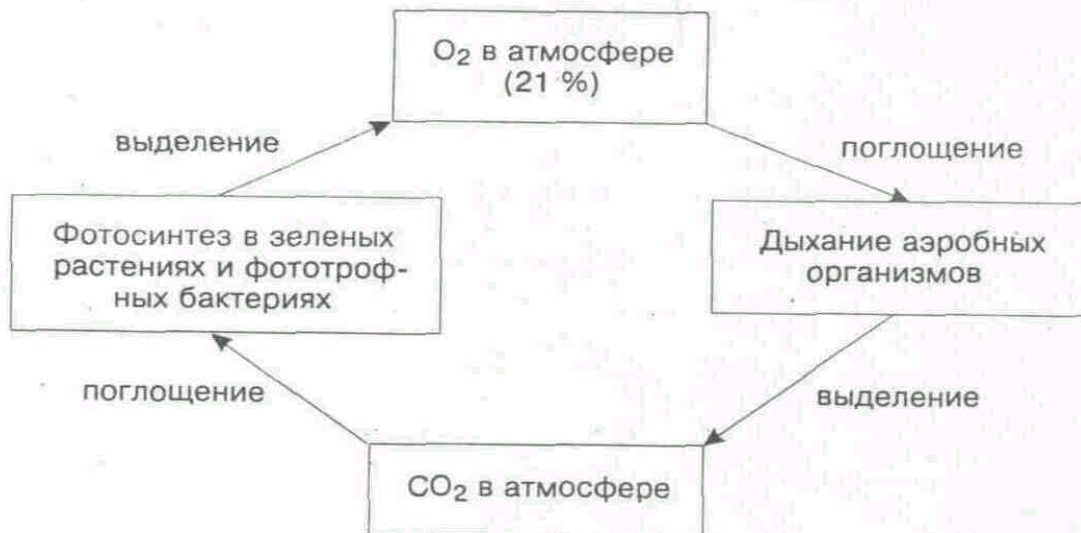 O₂ в атмосфере
(21 %)
выделение
поглощение
Фотосинтез в зеленых
растениях и фототроф-
ных бактериях
Дыхание аэробных
организмов
поглощение
выделение
CO₂ в атмосфере